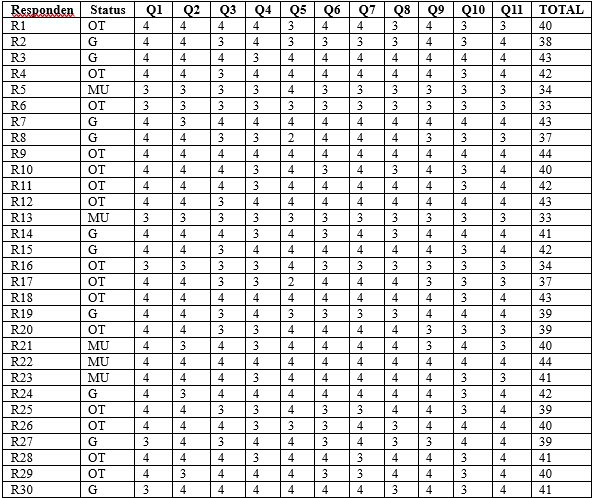 Responden Status Q1 Q2 Q3 Q4 Q5 Q6 Q7 Q8 Q9 Q10 Q11 TOTAL
R1 OT 4 4 4 4 3 4 4 3 4 3 3 40
R2 G 4 4 3 4 3 3 3 3 4 3 4 38
R3 G 4 4 4 3 4 4 4 4 4 4 4 43
R4 OT 4 4 3 4 4 4 4 4 4 3 4 42
R5 MU 3 3 3 3 4 3 3 3 3 3 3 34
R6 OT 3 3 3 3 3 3 3 3 3 3 3 33
R7 G 4 3 4 4 4 4 4 4 4 4 4 43
R8 G 4 4 3 3 2 4 4 4 3 3 3 37
R9 OT 4 4 4 4 4 4 4 4 4 4 4 44
R10 OT 4 4 4 3 4 3 4 3 4 3 4 40
R11 OT 4 4 4 3 4 4 4 4 4 3 4 42
R12 OT 4 4 3 4 4 4 4 4 4 4 4 43
R13 MU 3 3 3 3 3 3 3 3 3 3 3 33
R14 G 4 4 4 3 4 3 4 3 4 4 4 41
R15 G 4 4 3 4 4 4 4 4 4 3 4 42
R16 OT 3 3 3 3 4 3 3 3 3 3 3 34
R17 OT 4 4 3 3 2 4 4 4 3 3 3 37
R18 OT 4 4 4 4 4 4 4 4 4 3 4 43
R19 G 4 4 3 4 3 3 3 3 4 4 4 39
R20 OT 4 4 3 3 4 4 4 4 3 3 3 39
R21 MU 4 3 4 3 4 4 4 4 3 4 3 40
R22 MU 4 4 4 4 4 4 4 4 4 4 4 44
R23 MU 4 4 4 3 4 4 4 4 4 3 3 41
R24 G 4 3 4 4 4 4 4 4 4 3 4 42
R25 OT 4 4 3 3 4 3 3 4 4 3 4 39
R26 OT 4 4 4 3 3 3 4 3 4 4 4 40
R27 G 3 4 3 4 4 3 4 3 3 4 4 39
R28 OT 4 4 4 3 4 4 3 4 4 3 4 41
R29 OT 4 3 4 4 4 3 3 4 4 3 4 40
R30 G 3 4 4 4 4 4 4 3 4 3 4 41